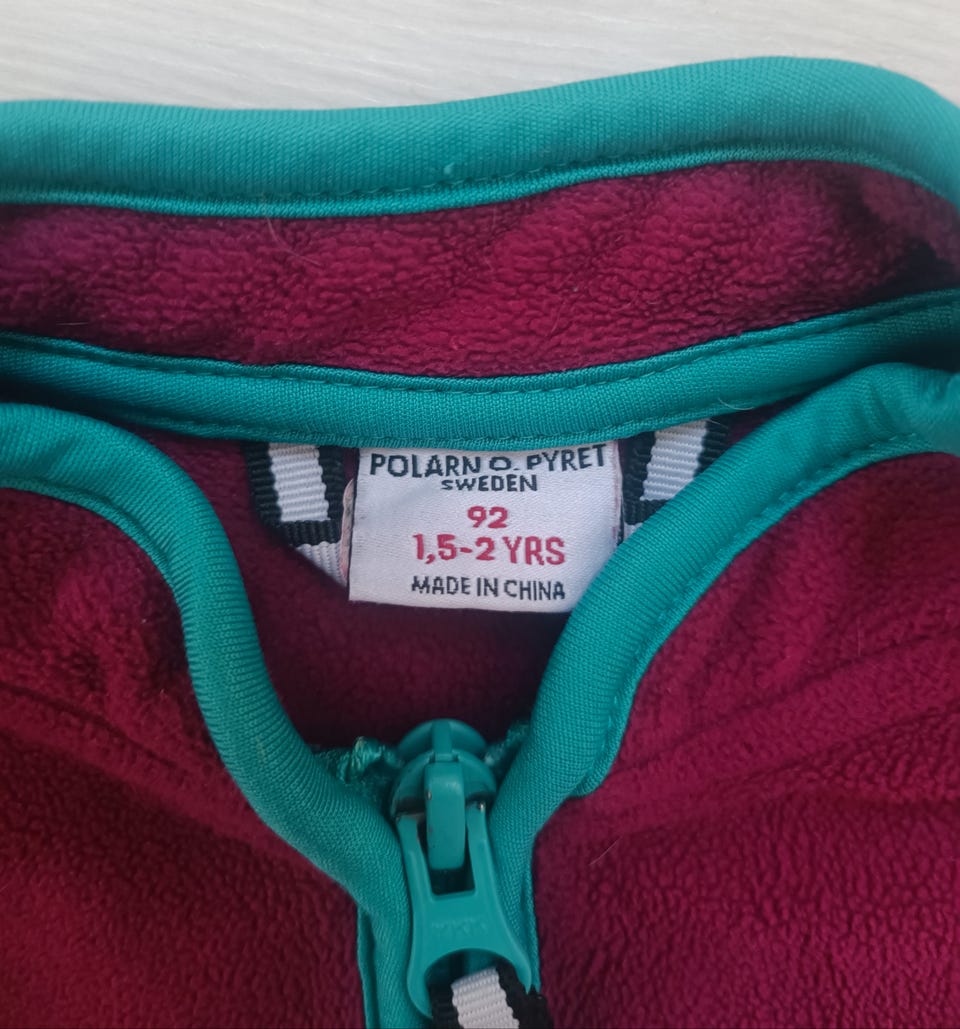 POLARN O. PYRET
SWEDEN
92
1,5-2 YRS
MADE IN CHINA